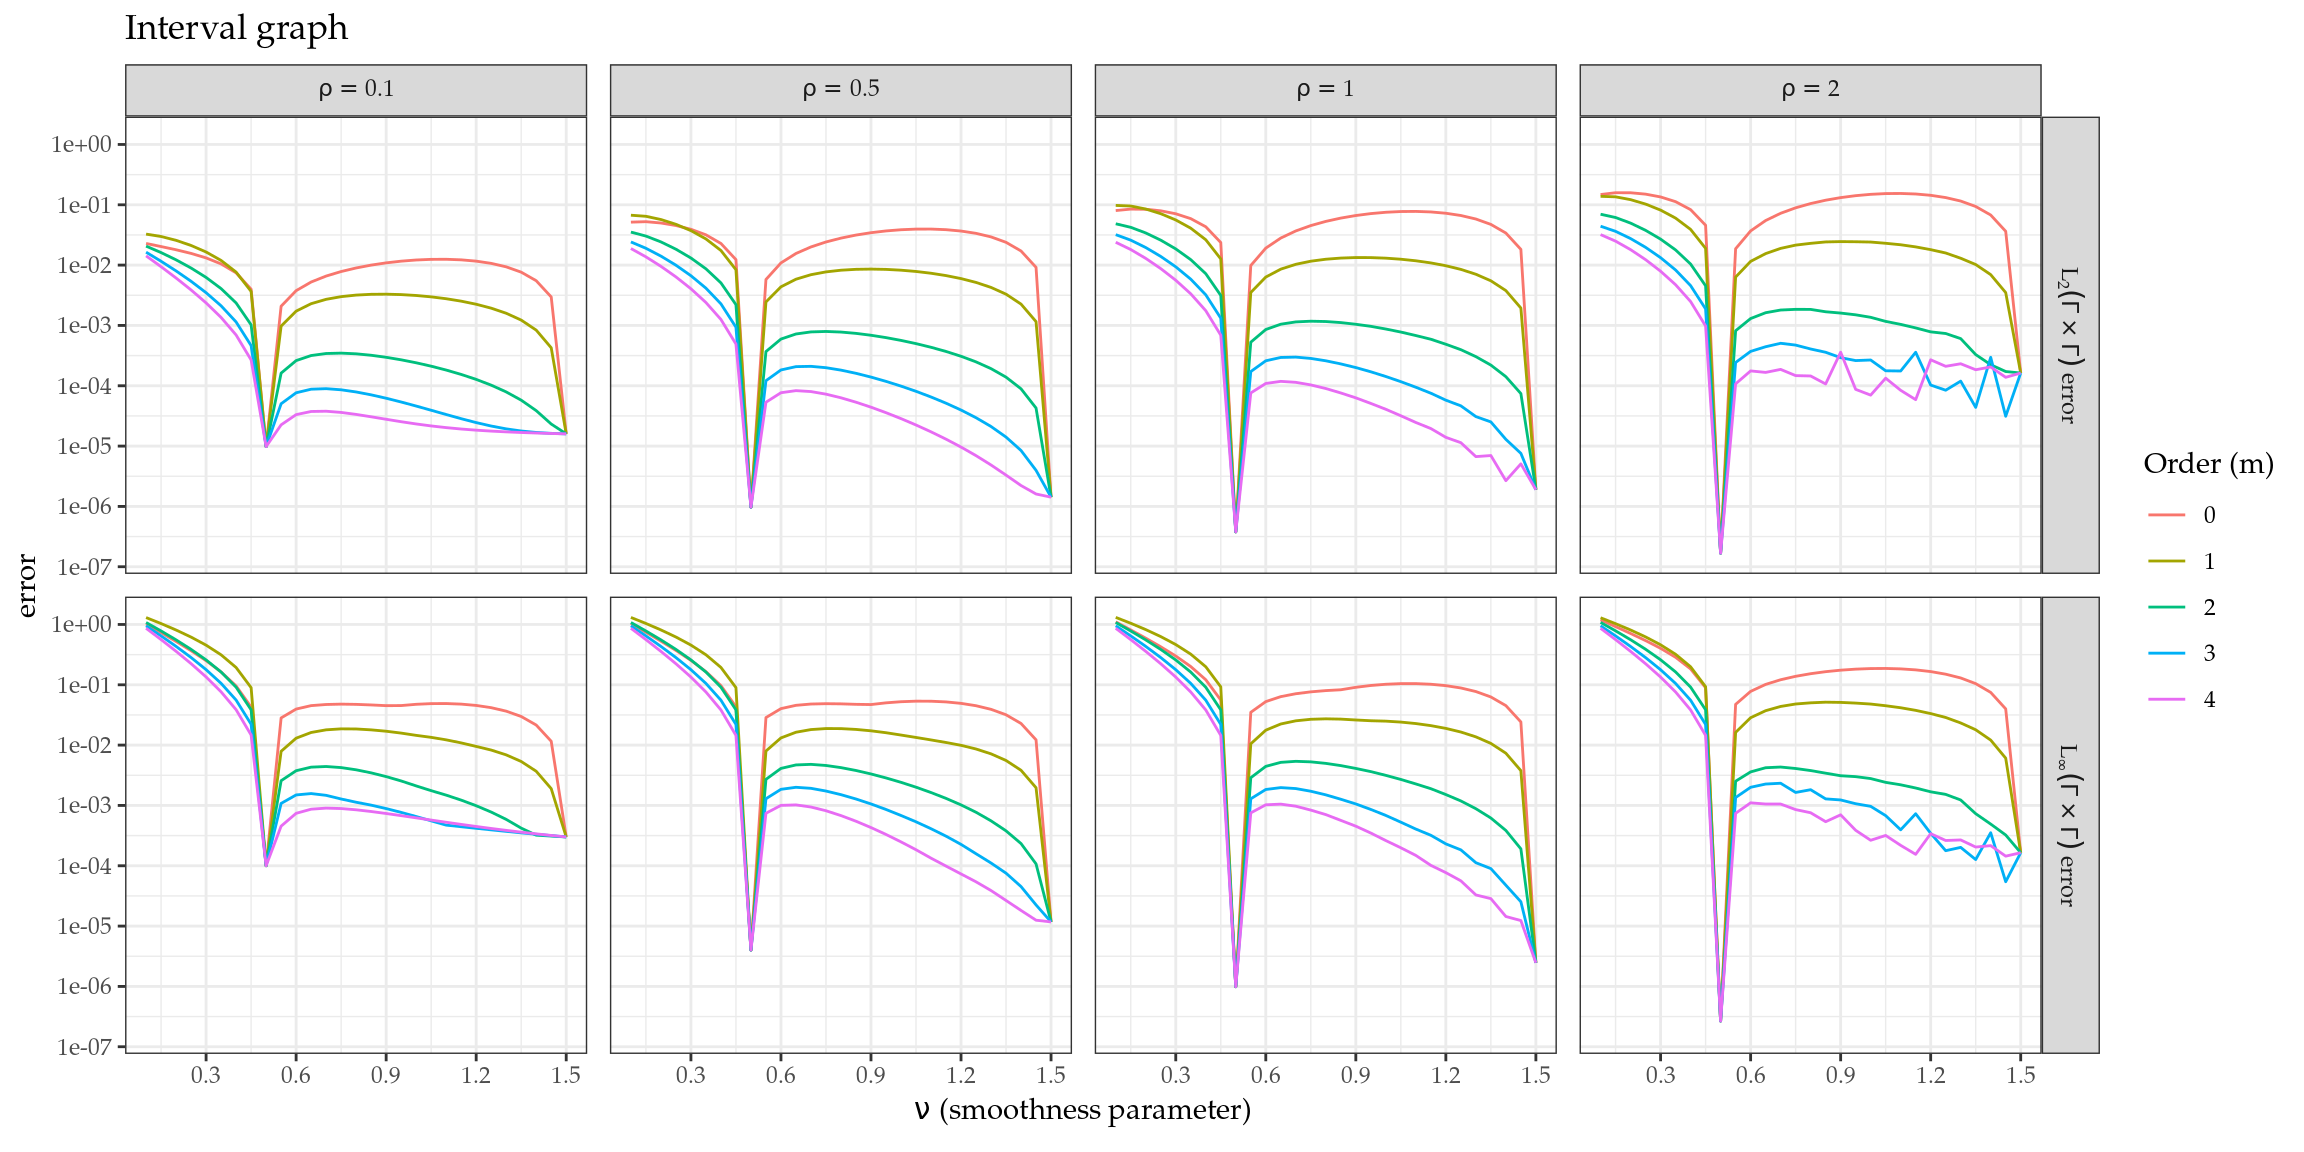 Interval graph
ρ = 0.1
ρ = 0.5
ρ = 1
ρ = 2
1e+00
1e-01
1e-02
1e-03
1e-04
1e-05
1e-06
1e-07
L₂(Γ × Γ) error
1e+00
1e-01
1e-02
1e-03
1e-04
1e-05
1e-06
1e-07
L∞(Γ × Γ) error
error
0.3 0.6 0.9 1.2 1.5
0.3 0.6 0.9 1.2 1.5
0.3 0.6 0.9 1.2 1.5
0.3 0.6 0.9 1.2 1.5
ν (smoothness parameter)
Order (m)
0
1
2
3
4